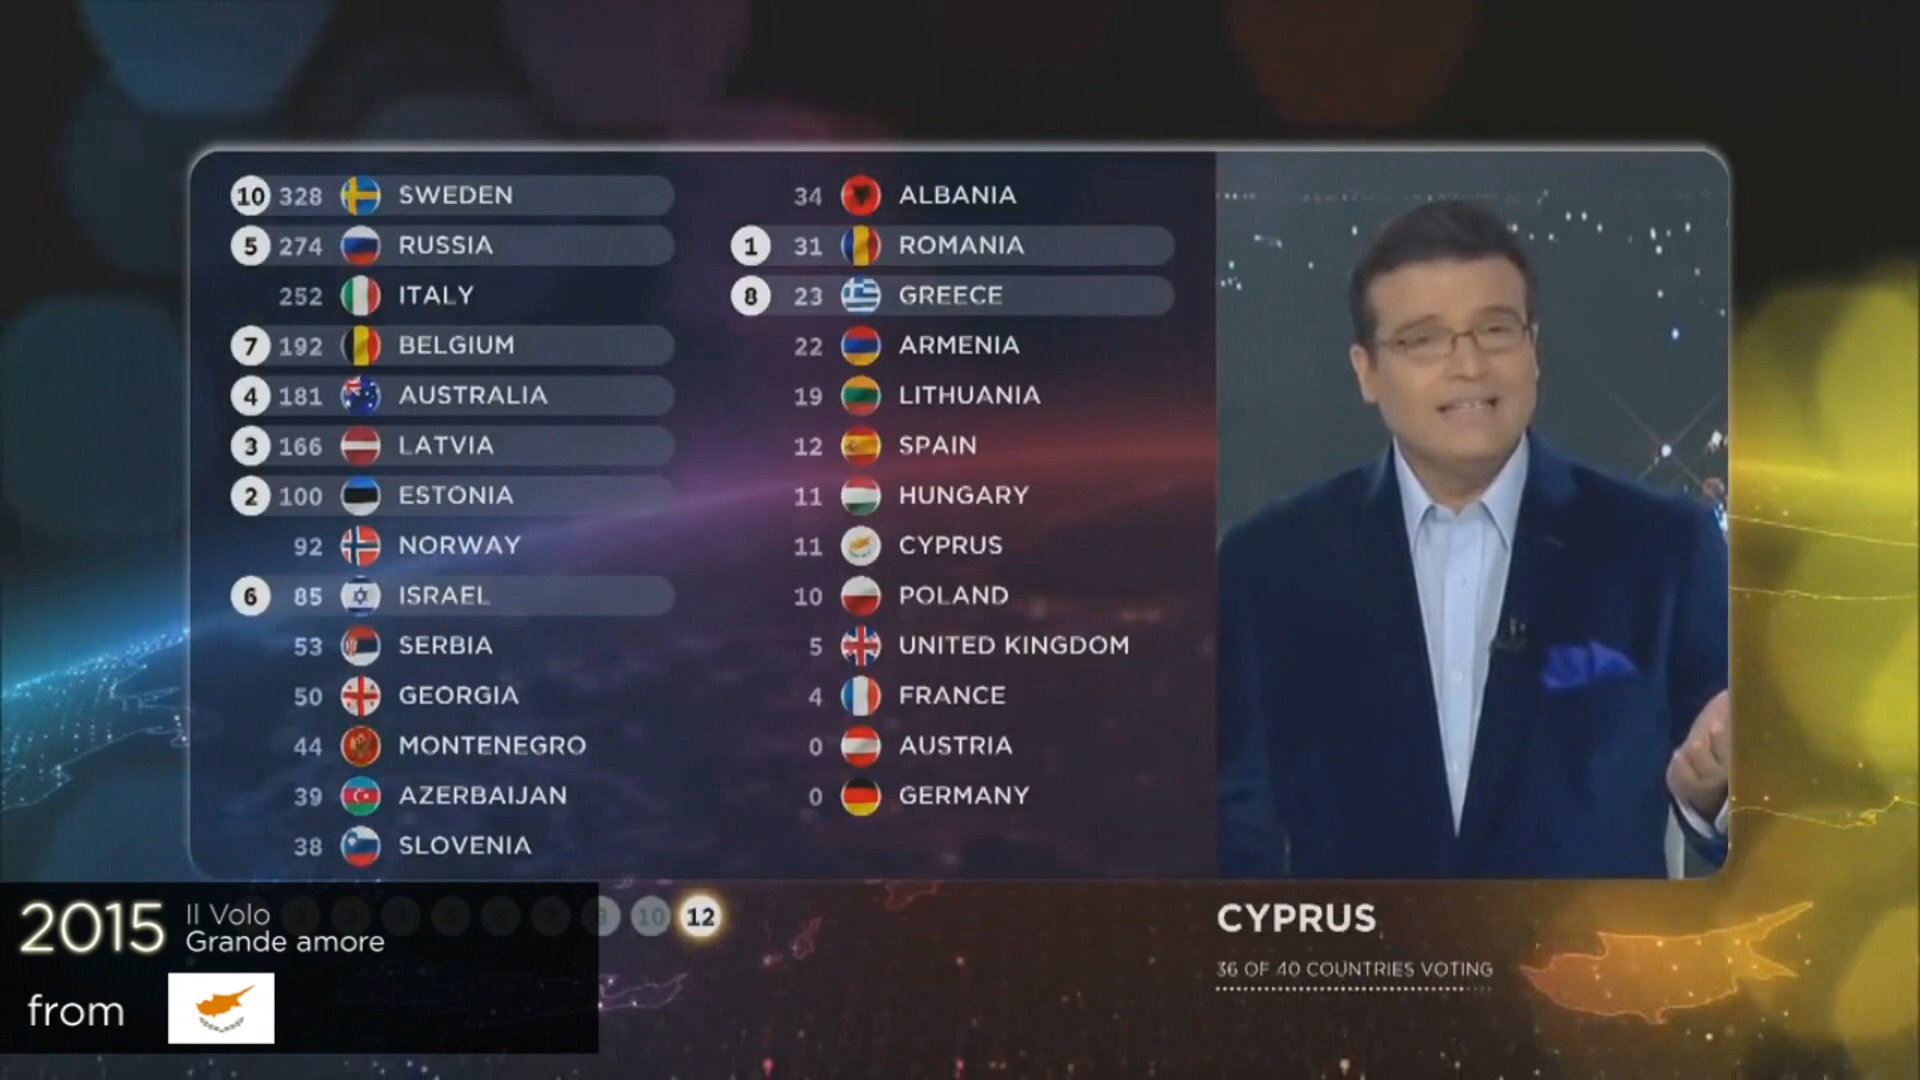 10 328 SWEDEN
5 274 RUSSIA
252 ITALY
7 192 BELGIUM
4 181 AUSTRALIA
3 166 LATVIA
2 100 ESTONIA
92 NORWAY
6 85 ISRAEL
53 SERBIA
50 GEORGIA
44 MONTENEGRO
39 AZERBAIJAN
38 SLOVENIA
34 ALBANIA
1 31 ROMANIA
8 23 GREECE
22 ARMENIA
19 LITHUANIA
12 SPAIN
11 HUNGARY
11 CYPRUS
10 POLAND
5 UNITED KINGDOM
4 FRANCE
0 AUSTRIA
0 GERMANY
2015
Il Volo
Grande amore
from
7 8 10 12
CYPRUS
36 OF 40 COUNTRIES VOTING